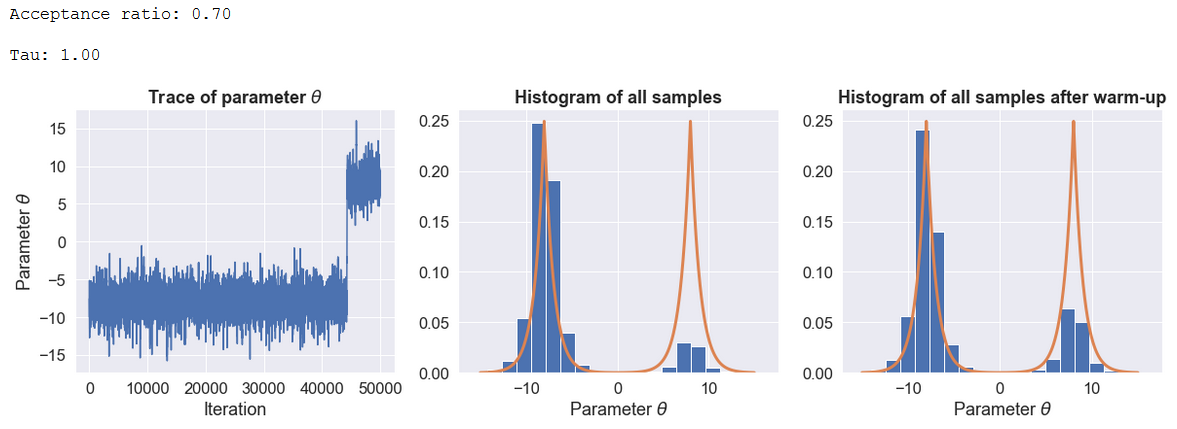 Acceptance ratio: 0.70
Tau: 1.00
Trace of parameter θ
Histogram of all samples
Histogram of all samples after warm-up
Parameter θ
15
10
5
0
−5
−10
−15
0 10000 20000 30000 40000 50000
Iteration
0.25
0.20
0.15
0.10
0.05
0.00
−10 0 10
Parameter θ
0.25
0.20
0.15
0.10
0.05
0.00
−10 0 10
Parameter θ